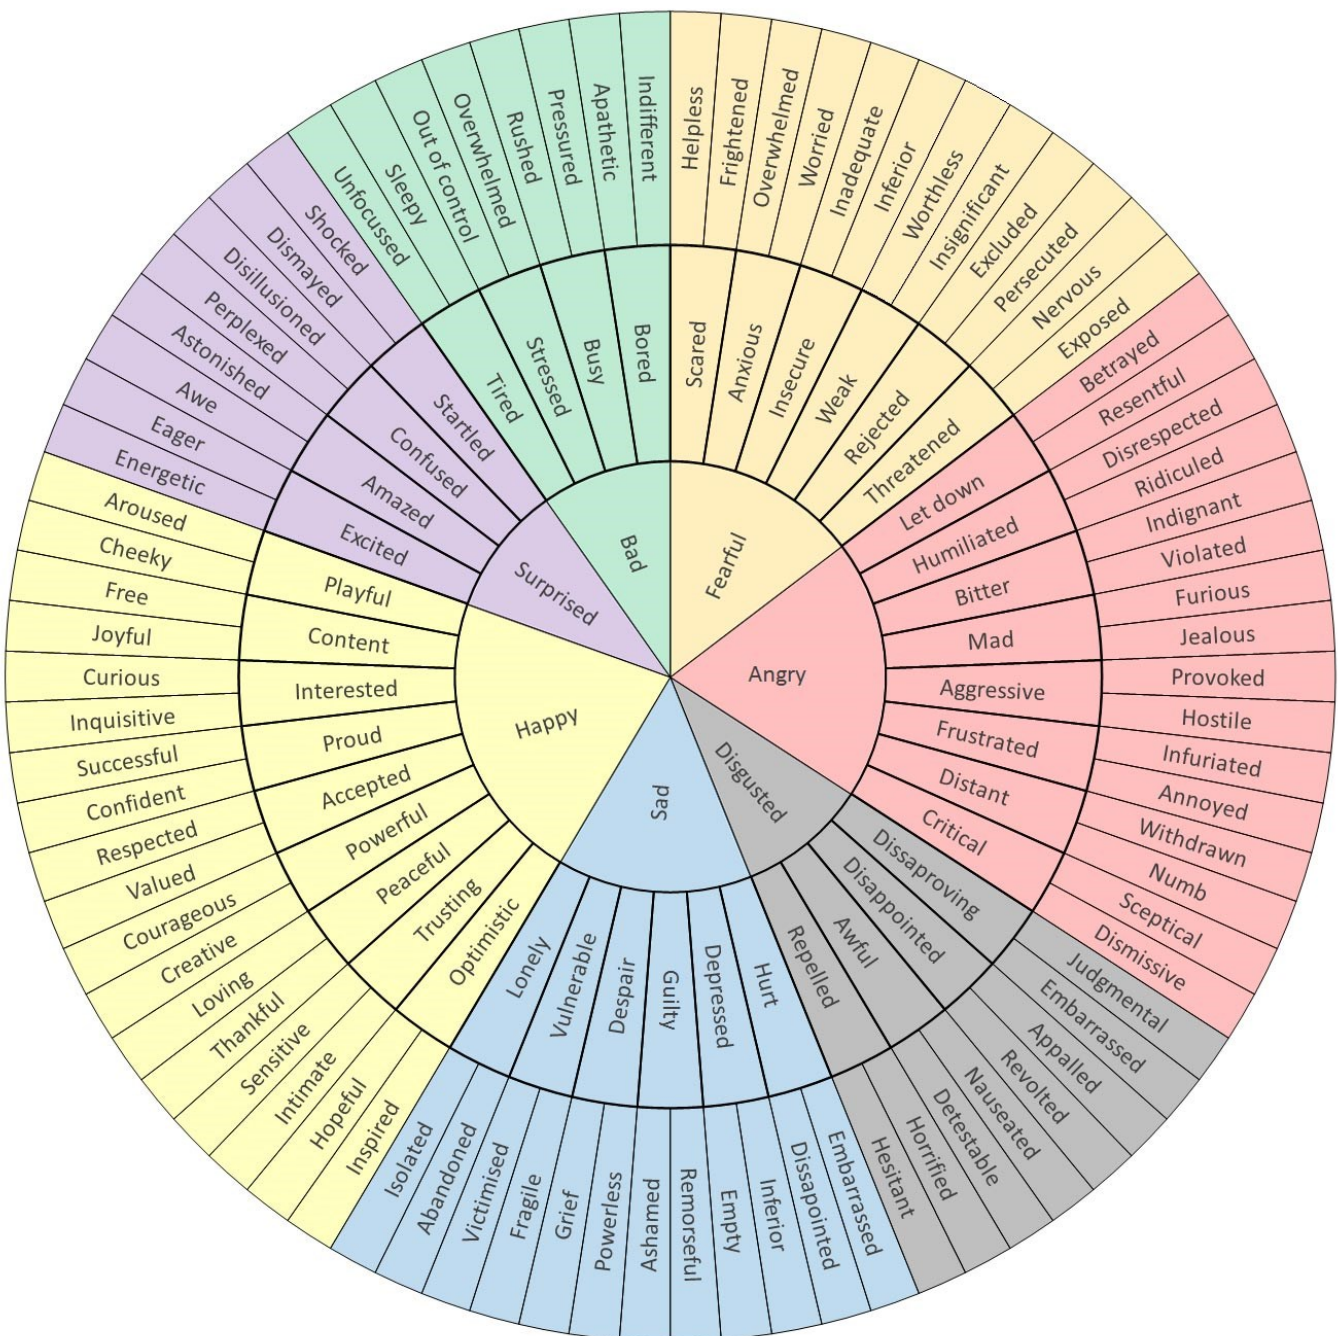 Fearful
Angry
Disgusted
Sad
Happy
Surprised
Bad
Scared
Anxious
Insecure
Weak
Rejected
Threatened
Let down
Humiliated
Bitter
Mad
Aggressive
Frustrated
Distant
Critical
Dissaproving
Disappointed
Awful
Repelled
Hurt
Depressed
Guilty
Despair
Vulnerable
Lonely
Optimistic
Trusting
Peaceful
Powerful
Accepted
Proud
Interested
Content
Playful
Excited
Amazed
Confused
Startled
Tired
Stressed
Busy
Bored
Helpless
Frightened
Overwhelmed
Worried
Inadequate
Inferior
Worthless
Insignificant
Excluded
Persecuted
Nervous
Exposed
Betrayed
Resentful
Disrespected
Ridiculed
Indignant
Violated
Furious
Jealous
Provoked
Hostile
Infuriated
Annoyed
Withdrawn
Numb
Sceptical
Dismissive
Judgmental
Embarrassed
Appalled
Revolted
Nauseated
Detestable
Horrified
Hesitant
Embarrassed
Dissapointed
Inferior
Empty
Remorseful
Ashamed
Powerless
Grief
Fragile
Victimised
Abandoned
Isolated
Inspired
Hopeful
Intimate
Sensitive
Thankful
Loving
Creative
Courageous
Valued
Respected
Confident
Successful
Inquisitive
Curious
Joyful
Free
Cheeky
Aroused
Energetic
Eager
Awe
Astonished
Perplexed
Disillusioned
Dismayed
Shocked
Unfocussed
Sleepy
Out of control
Overwhelmed
Rushed
Pressured
Apathetic
Indifferent